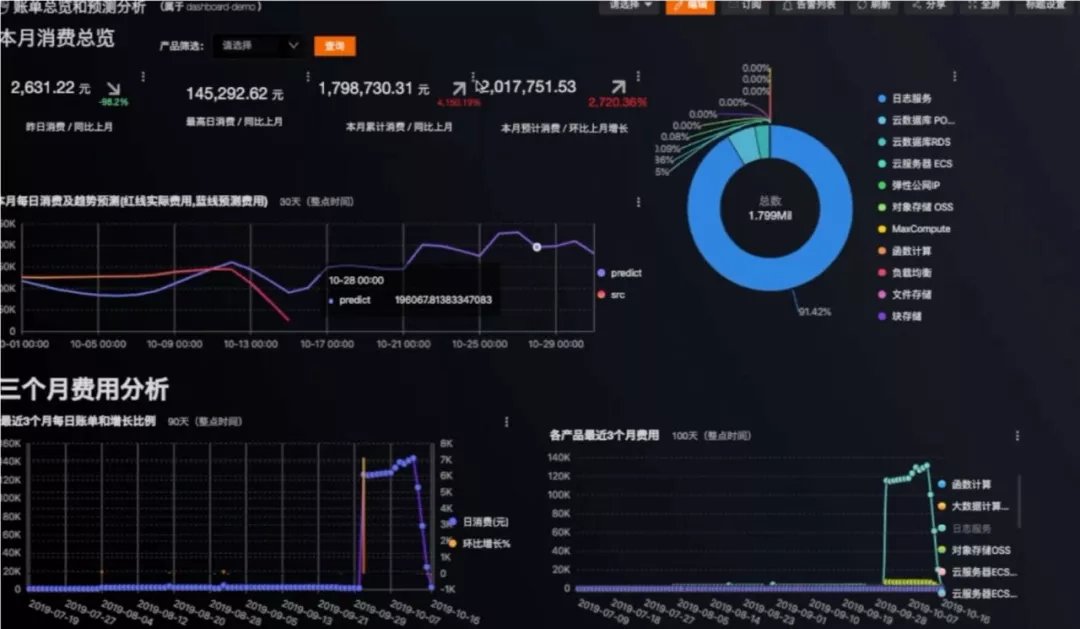 账单总览和预测分析 (属于 dashboard-demo)
请选择 编辑 订阅 告警列表 刷新 分享 全屏 标题设置
本月消费总览
产品筛选: 请选择 查询
2,631.22 元
-98.2%
昨日消费 / 同比上月
145,292.62 元
最高日消费 / 同比上月
1,798,730.31 元
4,150.19%
本月累计消费 / 同比上月
2,017,751.53
2,720.36%
本月预计消费 / 环比上月增长
0.00%
0.00%
0.00%
0.00%
0.00%
0.00%
0.08%
.09%
总数
1.799Mil
91.42%
日志服务
云数据库 PO...
云数据库RDS
云服务器 ECS
弹性公网IP
对象存储 OSS
MaxCompute
函数计算
负载均衡
文件存储
块存储
本月每日消费及趋势预测(红线实际费用,蓝线预测费用) 30天 (整点时间)
50K
0
10-28 00:00
predict 196067.81383347083
predict
src
0-01 00:00 10-05 00:00 10-09 00:00 10-13 00:00 10-17 00:00 10-21 00:00 10-25 00:00 10-29 00:00
三个月费用分析
最近3个月每日账单和增长比例 90天 (整点时间)
60K
40K
20K
00K
80K
60K
40K
20K
0
8K
7K
6K
5K
4K
3K
2K
1K
0
-1K
日消费(元)
环比增长%
2019-07-19 2019-07-27 2019-08-04 2019-08-12 2019-08-20 2019-08-28 2019-09-05 2019-09-13 2019-09-21 2019-09-29 2019-10-07 2019-10-16
各产品最近3个月费用 100天 (整点时间)
140K
120K
100K
80K
60K
40K
20K
0
函数计算
大数据计算...
日志服务
对象存储OSS
云服务器ECS...
云服务器ECS...
2019-07-09 2019-07-18 2019-07-27 2019-08-05 2019-08-14 2019-08-23 2019-09-01 2019-09-10 2019-09-19 2019-09-28 2019-10-07 2019-10-16